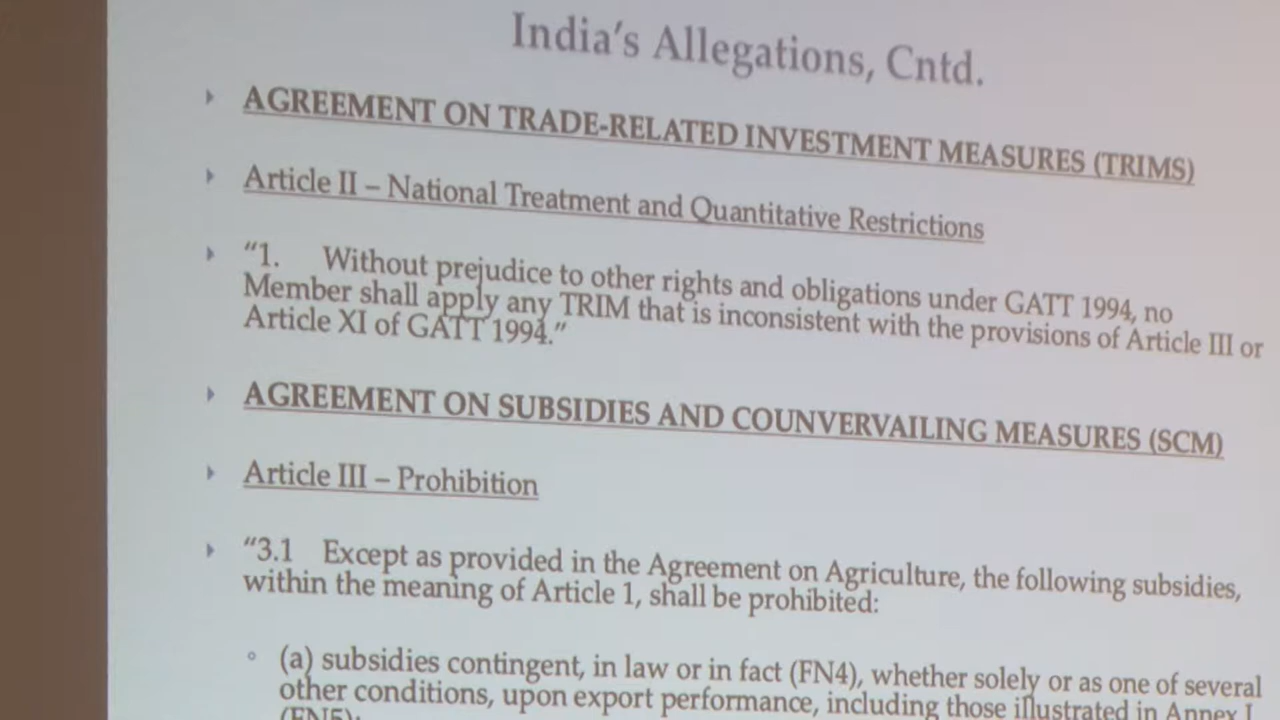 India's Allegations, Cntd.
AGREEMENT ON TRADE-RELATED INVESTMENT MEASURES (TRIMS)
Article II – National Treatment and Quantitative Restrictions
"1. Without prejudice to other rights and obligations under GATT 1994, no
Member shall apply any TRIM that is inconsistent with the provisions of Article III or
Article XI of GATT 1994."
AGREEMENT ON SUBSIDIES AND COUNVERVAILING MEASURES (SCM)
Article III – Prohibition
"3.1 Except as provided in the Agreement on Agriculture, the following subsidies,
within the meaning of Article 1, shall be prohibited:
(a) subsidies contingent, in law or in fact (FN4), whether solely or as one of several
other conditions, upon export performance, including those illustrated in Annex I
(FN5);